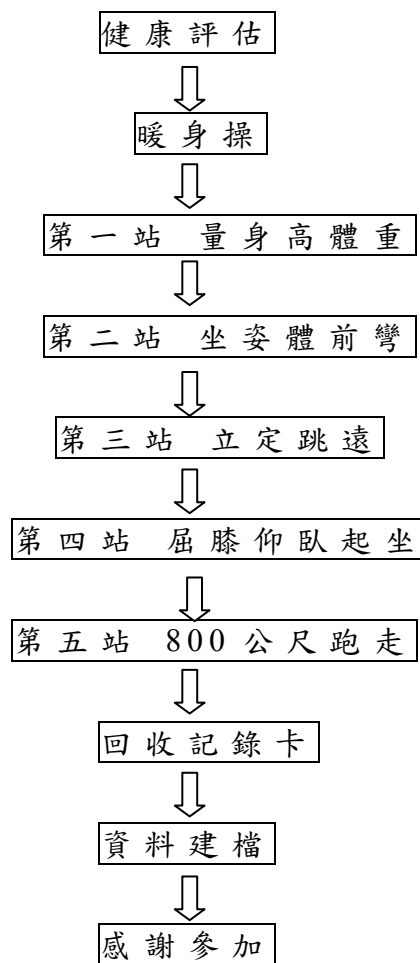 健康評估
暖身操
第一站 量身高體重
第二站 坐姿體前彎
第三站 立定跳遠
第四站 屈膝仰臥起坐
第五站 800公尺跑走
回收記錄卡
資料建檔
感謝參加